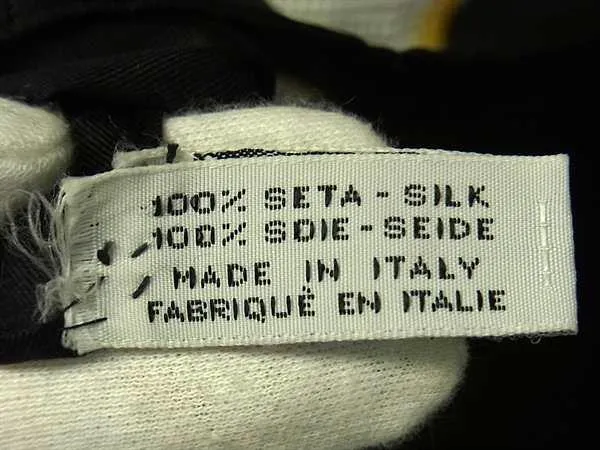 100% SETA - SILK
100% SOIE - SEIDE
MADE IN ITALY
FABRIQUÉ EN ITALIE